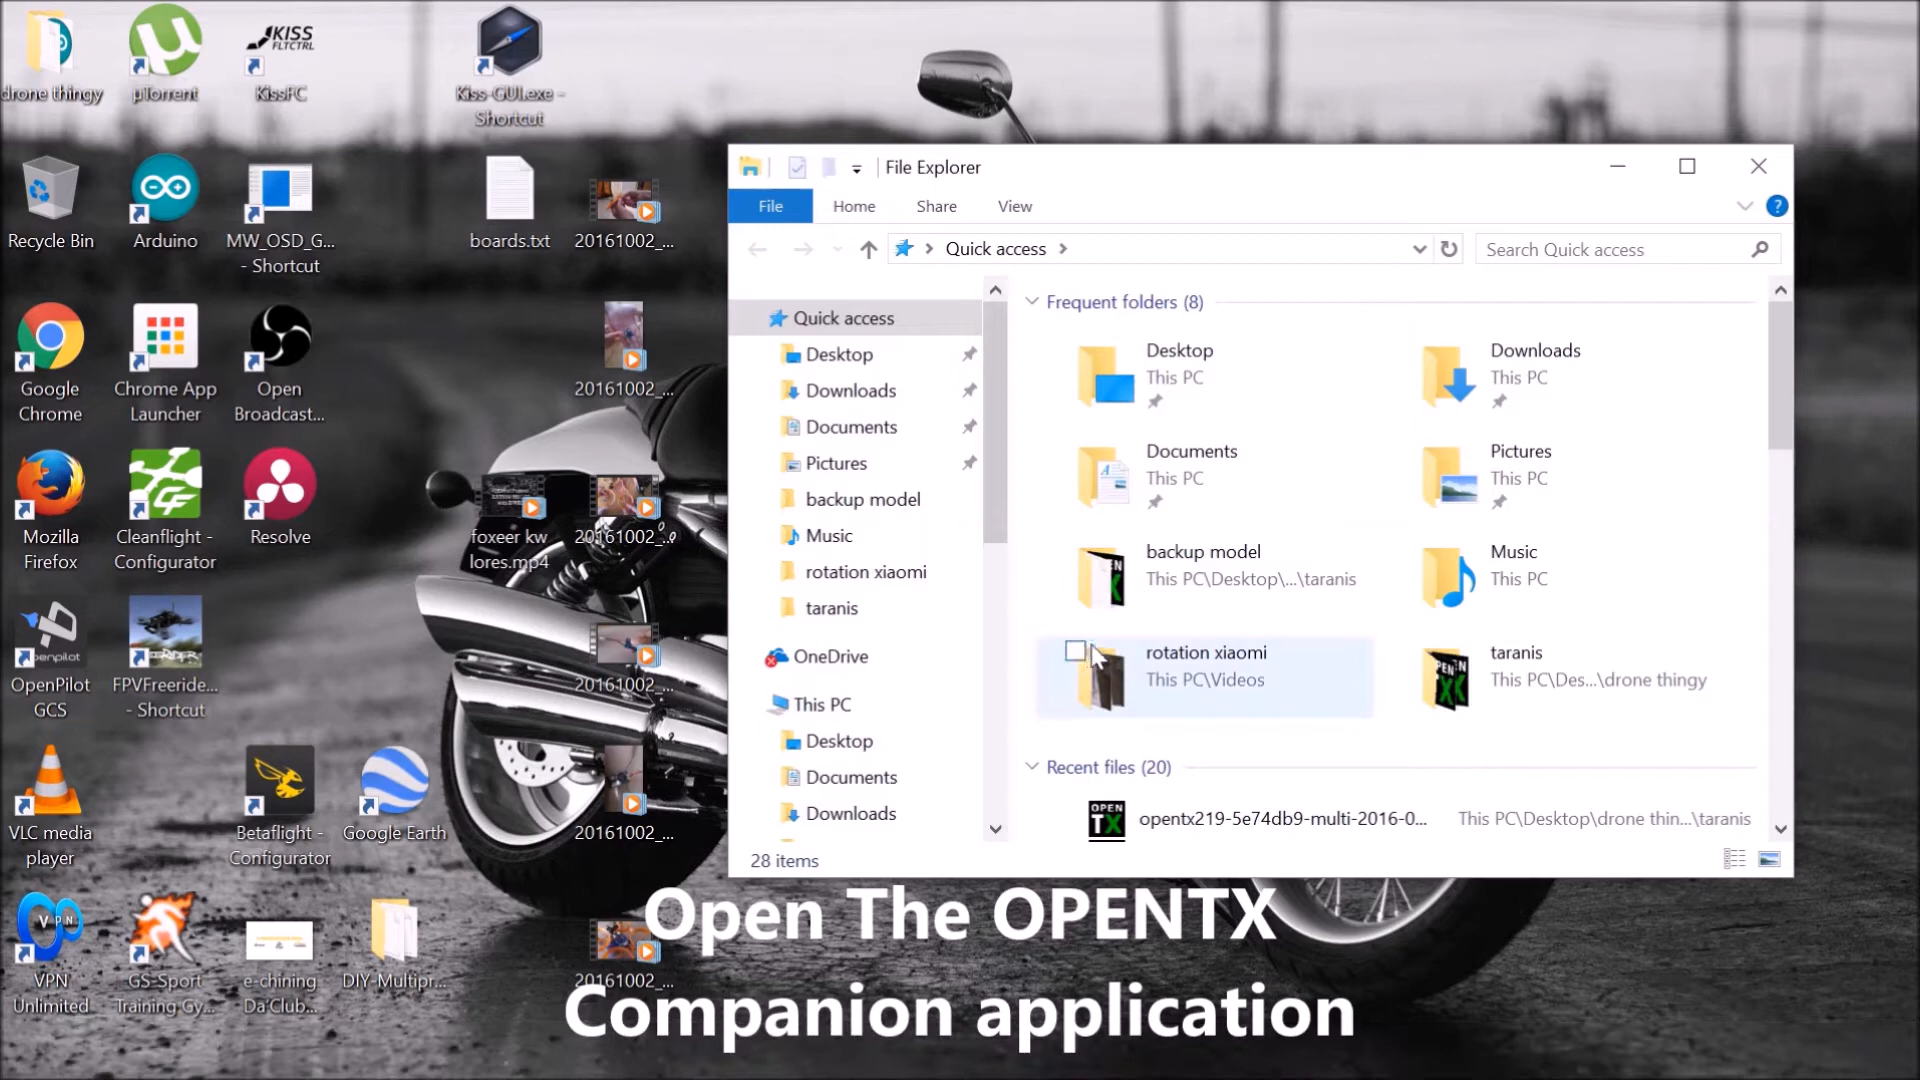 drone thingy
µTorrent
KissFC
KISS
FLTCTRL
Kiss-GUI.exe -
Shortcut
Recycle Bin
Arduino
MW_OSD_G...
- Shortcut
boards.txt
20161002_...
Google
Chrome
Chrome App
Launcher
Open
Broadcast...
20161002_...
Mozilla
Firefox
Cleanflight -
Configurator
Resolve
foxeer kw
lores.mp4
20161002_...
openpilot
OpenPilot
GCS
FPVFreeride...
- Shortcut
20161002_...
VLC media
player
Betaflight -
Configurator
Google Earth
20161002_...
VPN
VPN
Unlimited
GS-Sport
Training Gy...
e-chining
Da'Club...
DIY-Multipr...
20161002_...
File Explorer
File
Home
Share
View
?
Quick access
Search Quick access
Quick access
Desktop
Downloads
Documents
Pictures
backup model
Music
rotation xiaomi
taranis
OneDrive
This PC
Desktop
Documents
Downloads
Frequent folders (8)
Desktop
This PC
Downloads
This PC
Documents
This PC
Pictures
This PC
backup model
This PC\Desktop\...\taranis
Music
This PC
rotation xiaomi
This PC\Videos
taranis
This PC\Des...\drone thingy
Recent files (20)
OPEN
TX
opentx219-5e74db9-multi-2016-0...
This PC\Desktop\drone thin...\taranis
28 items
Open The OPENTX
Companion application